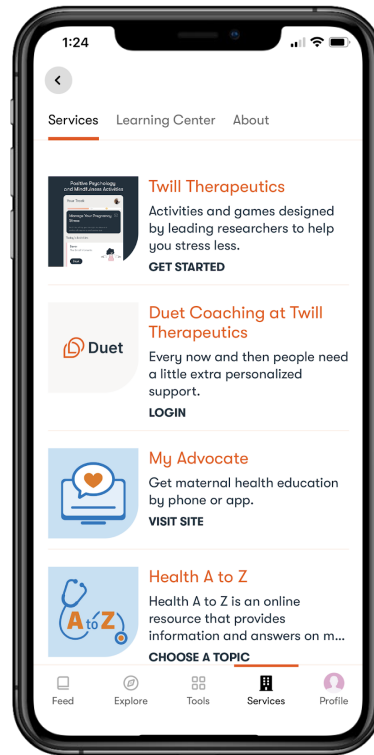 1:24
Services Learning Center About
Positive Psychology
and Mindfulness Activities
Manage Your Pregnancy
Stress
Twill Therapeutics
Activities and games designed
by leading researchers to help
you stress less.
GET STARTED
Duet
Duet Coaching at Twill
Therapeutics
Every now and then people need
a little extra personalized
support.
LOGIN
My Advocate
Get maternal health education
by phone or app.
VISIT SITE
A to Z
Health A to Z
Health A to Z is an online
resource that provides
information and answers on m...
CHOOSE A TOPIC
Feed Explore Tools Services Profile